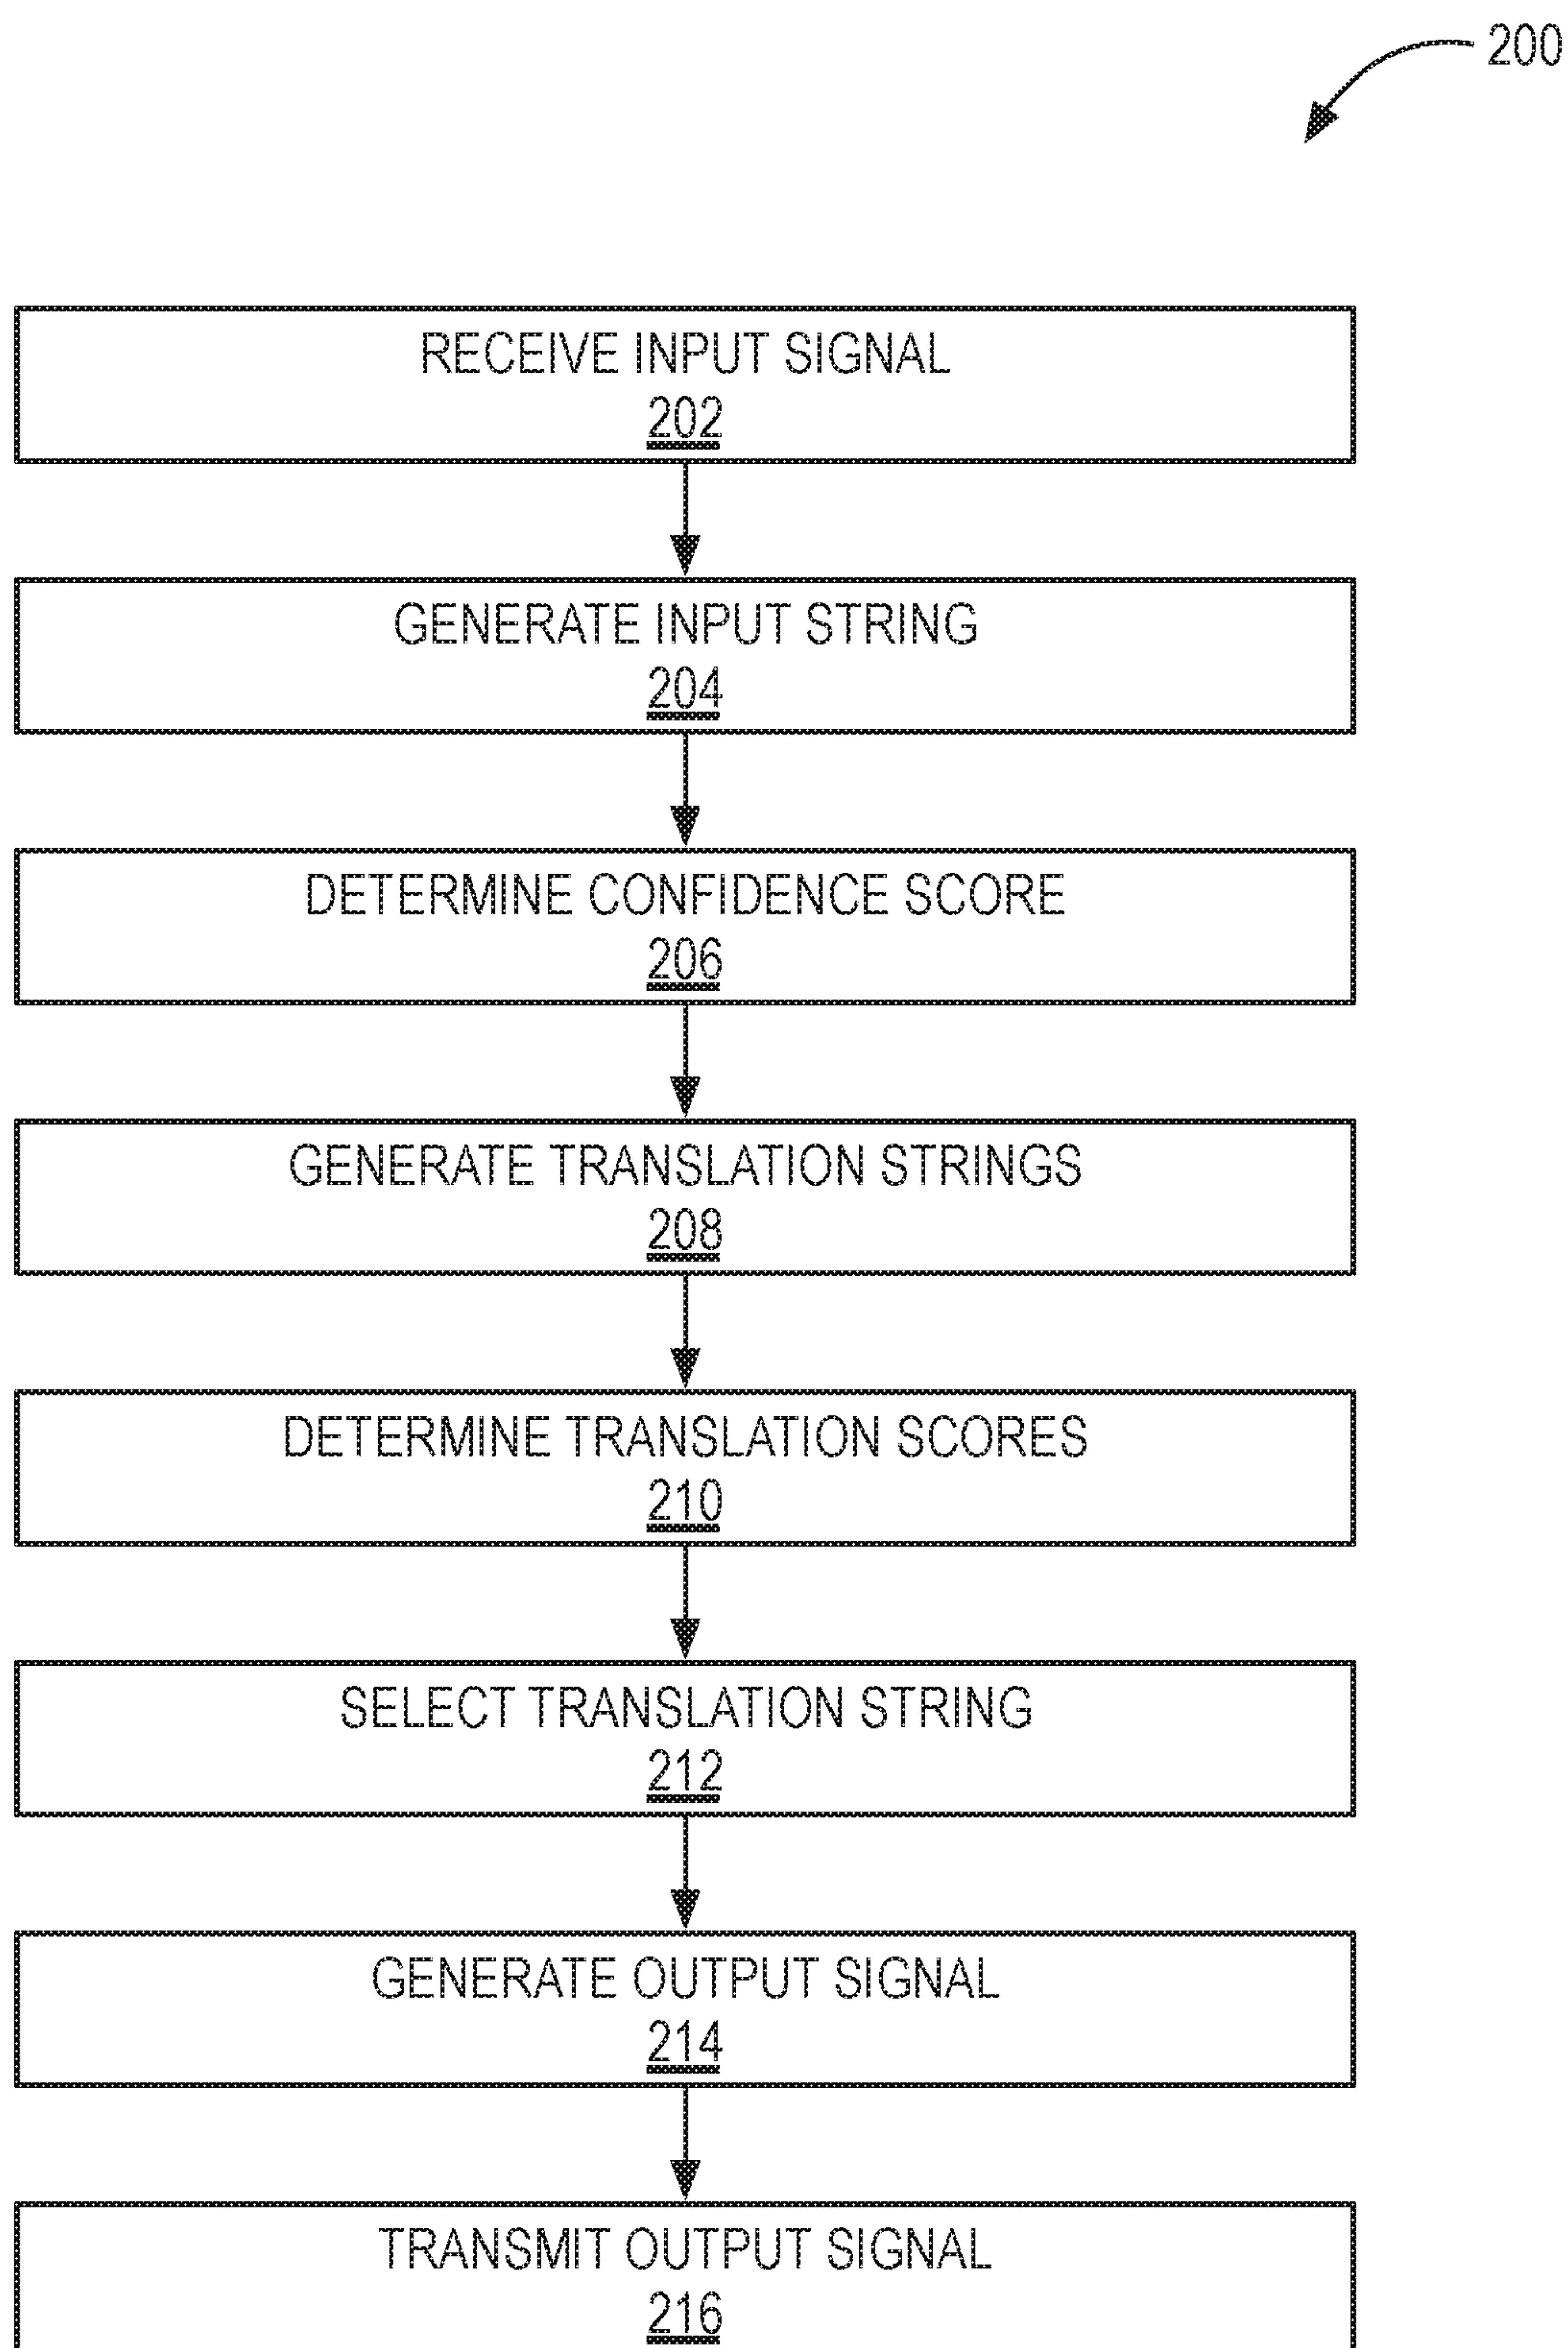 200
RECEIVE INPUT SIGNAL
202
GENERATE INPUT STRING
204
DETERMINE CONFIDENCE SCORE
206
GENERATE TRANSLATION STRINGS
208
DETERMINE TRANSLATION SCORES
210
SELECT TRANSLATION STRING
212
GENERATE OUTPUT SIGNAL
214
TRANSMIT OUTPUT SIGNAL
216